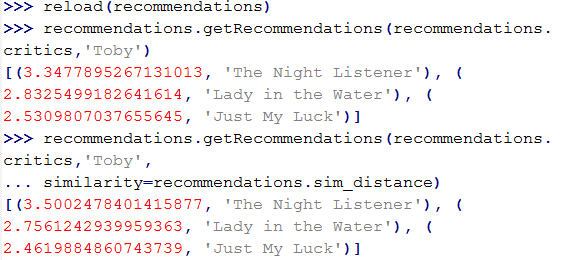 >>> reload(recommendations)
>>> recommendations.getRecommendations(recommendations.
critics,'Toby')
[(3.3477895267131013, 'The Night Listener'), (
2.8325499182641614, 'Lady in the Water'), (
2.5309807037655645, 'Just My Luck')]
>>> recommendations.getRecommendations(recommendations.
critics,'Toby',
... similarity=recommendations.sim_distance)
[(3.5002478401415877, 'The Night Listener'), (
2.7561242939959363, 'Lady in the Water'), (
2.4619884860743739, 'Just My Luck')]